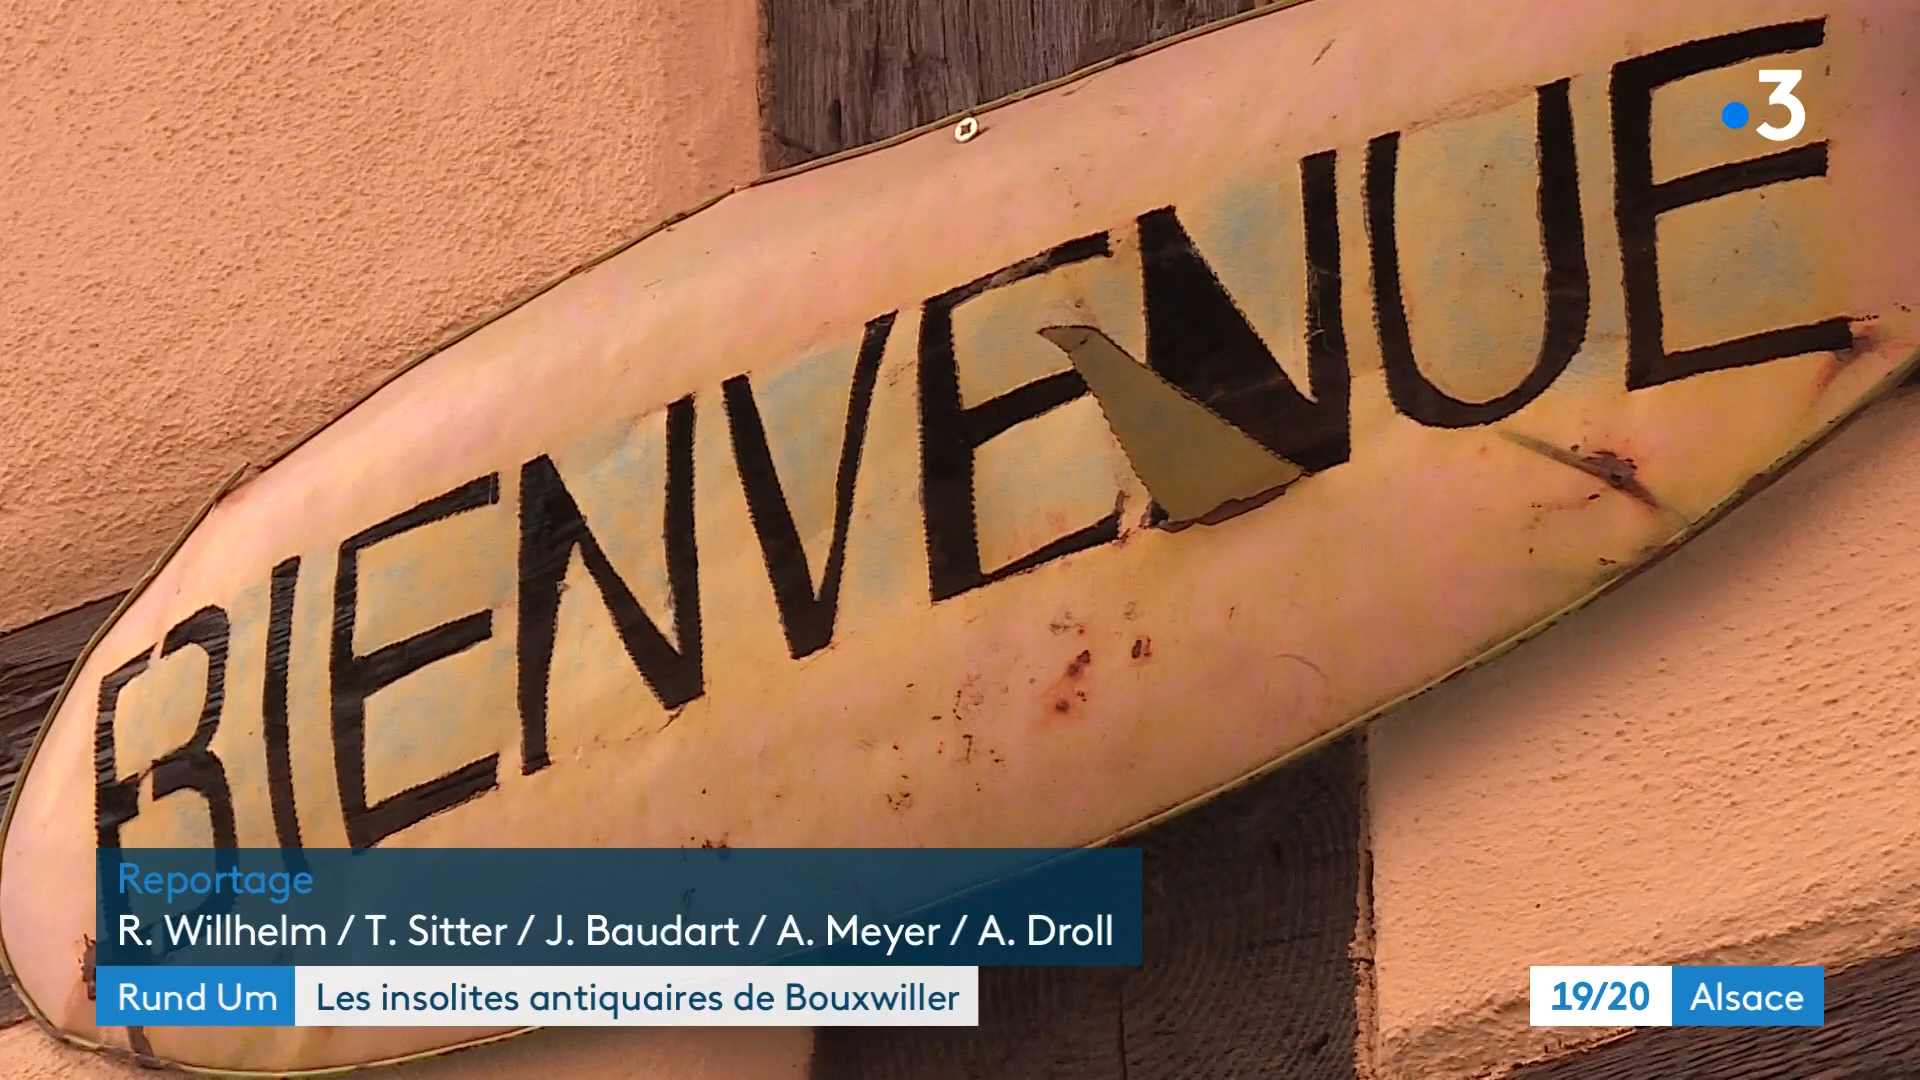 3
BIENVENUE
Reportage
R. Willhelm / T. Sitter / J. Baudart / A. Meyer / A. Droll
Rund Um Les insolites antiquaires de Bouxwiller
19/20 Alsace